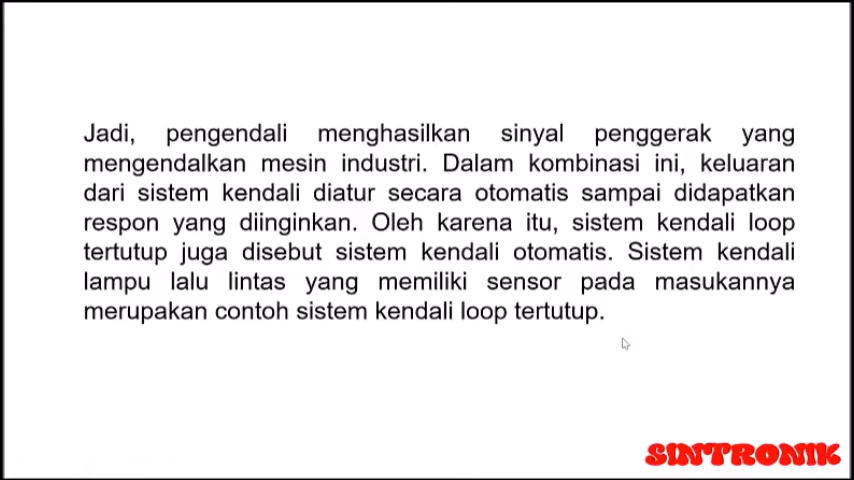 Jadi, pengendali menghasilkan sinyal penggerak yang
mengendalkan mesin industri. Dalam kombinasi ini, keluaran
dari sistem kendali diatur secara otomatis sampai didapatkan
respon yang diinginkan. Oleh karena itu, sistem kendali loop
tertutup juga disebut sistem kendali otomatis. Sistem kendali
lampu lalu lintas yang memiliki sensor pada masukannya
merupakan contoh sistem kendali loop tertutup.
SINTRONIK